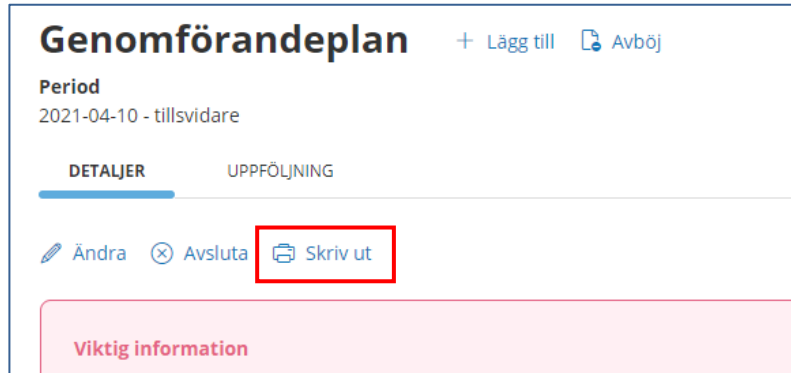 Genomförandeplan + Lägg till Avböj
Period
2021-04-10 - tillsvidare
DETALJER UPPFÖLJNING
Ändra Avsluta Skriv ut
Viktig information